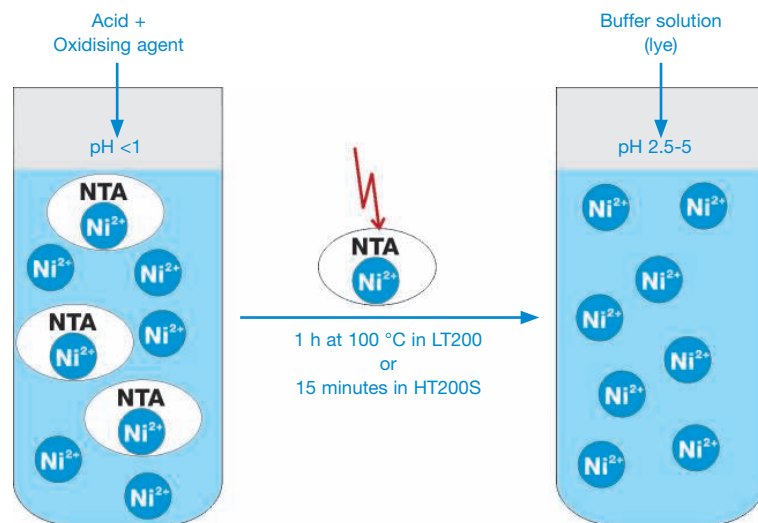 Acid +
Oxidising agent
pH <1
NTA
Ni²⁺
Ni²⁺
Ni²⁺
NTA
Ni²⁺
Ni²⁺
NTA
Ni²⁺
Ni²⁺
Ni²⁺
NTA
Ni²⁺
1 h at 100 °C in LT200
or
15 minutes in HT200S
Buffer solution
(lye)
pH 2.5-5
Ni²⁺
Ni²⁺
Ni²⁺
Ni²⁺
Ni²⁺
Ni²⁺
Ni²⁺
Ni²⁺